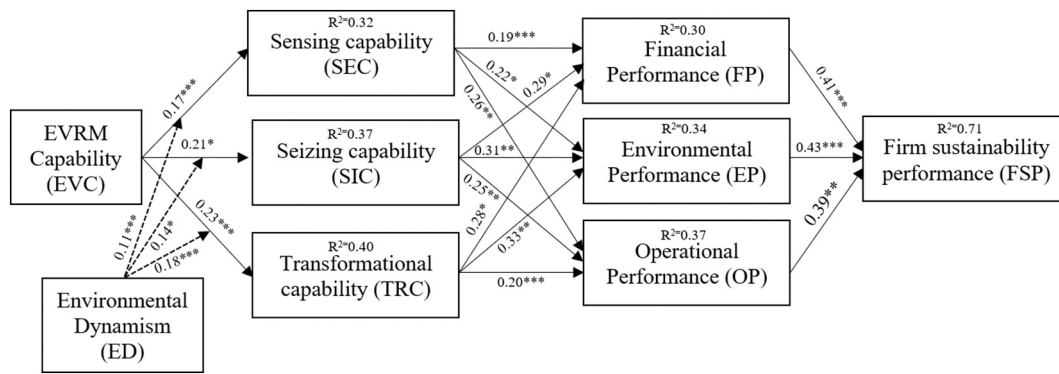 R²=0.32
Sensing capability
(SEC)
R²=0.30
Financial
Performance (FP)
0.19***
0.22*
0.29*
0.26**
0.41***
0.17***
EVRM
Capability
(EVC)
0.21*
R²=0.37
Seizing capability
(SIC)
0.31**
0.25**
R²=0.34
Environmental
Performance (EP)
0.43***
R²=0.71
Firm sustainability
performance (FSP)
0.23***
0.11***
0.14*
0.18***
0.28*
0.33**
0.39**
R²=0.40
Transformational
capability (TRC)
0.20***
R²=0.37
Operational
Performance (OP)
Environmental
Dynamism
(ED)